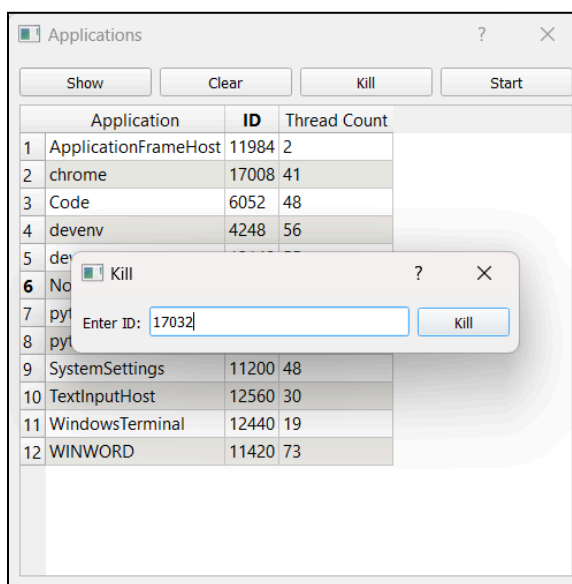 Applications ?
Show Clear Kill Start
Application ID Thread Count
1 ApplicationFrameHost 11984 2
2 chrome 17008 41
3 Code 6052 48
4 devenv 4248 56
5
6
7
8
Kill ?
Enter ID: 17032 Kill
9 SystemSettings 11200 48
10 TextInputHost 12560 30
11 WindowsTerminal 12440 19
12 WINWORD 11420 73